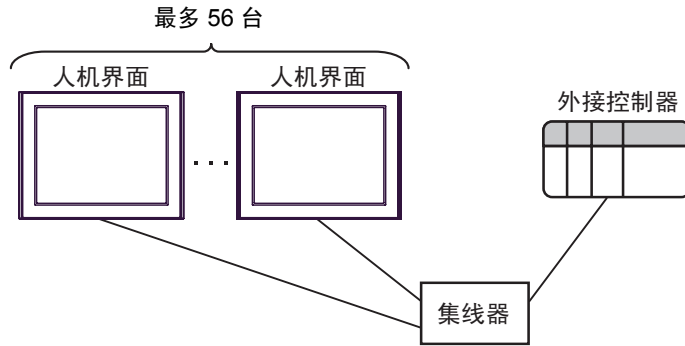 最多 56 台
人机界面
人机界面
外接控制器
集线器